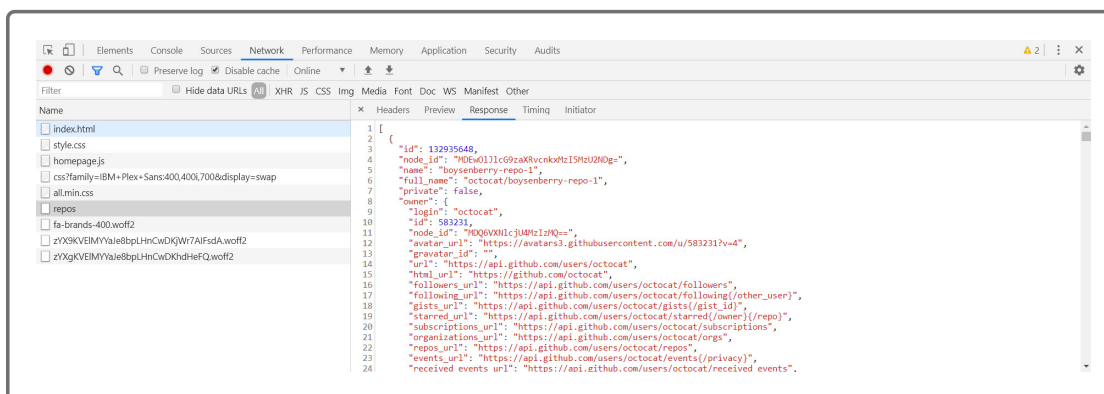 Elements Console Sources Network Performance Memory Application Security Audits 2
Preserve log Disable cache Online
Filter Hide data URLs All XHR JS CSS Img Media Font Doc WS Manifest Other
Name
Headers Preview Response Timing Initiator
index.html
style.css
homepage.js
css?family=IBM+Plex+Sans:400,400i,700&display=swap
all.min.css
repos
fa-brands-400.woff2
zYX9KVElMYYaJe8bpLHnCwDKjWr7AIFsdA.woff2
zYXgKVElMYYaJe8bpLHnCwDKhdHeFQ.woff2
1 [
2 {
3 "id": 132935648,
4 "node_id": "MDEwOlJlcG9zaXRvcnkxMzI5MzU2NDg=",
5 "name": "boysenberry-repo-1",
6 "full_name": "octocat/boysenberry-repo-1",
7 "private": false,
8 "owner": {
9 "login": "octocat",
10 "id": 583231,
11 "node_id": "MDQ6VXNlcjU4MzIzMQ==",
12 "avatar_url": "https://avatars3.githubusercontent.com/u/583231?v=4",
13 "gravatar_id": "",
14 "url": "https://api.github.com/users/octocat",
15 "html_url": "https://github.com/octocat",
16 "followers_url": "https://api.github.com/users/octocat/followers",
17 "following_url": "https://api.github.com/users/octocat/following{/other_user}",
18 "gists_url": "https://api.github.com/users/octocat/gists{/gist_id}",
19 "starred_url": "https://api.github.com/users/octocat/starred{/owner}{/repo}",
20 "subscriptions_url": "https://api.github.com/users/octocat/subscriptions",
21 "organizations_url": "https://api.github.com/users/octocat/orgs",
22 "repos_url": "https://api.github.com/users/octocat/repos",
23 "events_url": "https://api.github.com/users/octocat/events{/privacy}",
24 "received_events_url": "https://api.github.com/users/octocat/received_events",